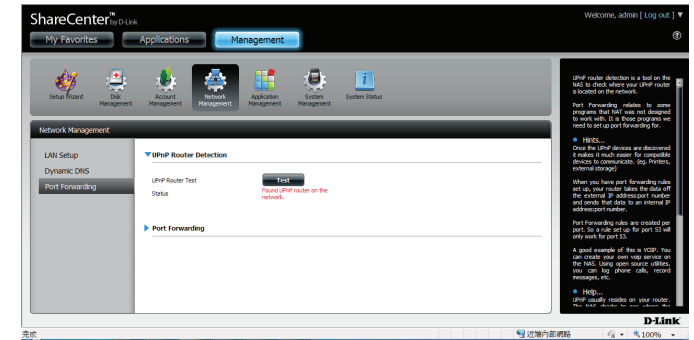 ShareCenter™ by D-Link
Welcome, admin [ Log out ] ▼
My Favorites
Applications
Management
Setup Wizard
Disk Management
Account Management
Network Management
Application Management
System Management
System Status
Network Management
LAN Setup
Dynamic DNS
Port Forwarding
UPnP Router Detection
UPnP Router Test
Test
Status
Found UPnP router on the
network.
Port Forwarding
UPnP router detection is a tool on the
NAS to check where your UPnP router
is located on the network.
Port Forwarding relates to some
programs that NAT was not designed
to work with. It is those programs we
need to set up port forwarding for.
Hints...
Once the UPnP devices are discovered
it makes it much easer for compatible
devices to communicate. (eg. Printers,
external storage)
When you have port forwarding rules
set up, your router takes the data off
the external IP address:port number
and sends that data to an internal IP
address:port number.
Port Forwarding rules are created per
port. So a rule set up for port 53 will
only work for port 53.
A good example of this is VOIP. You
can create your own voip service on
the NAS. Using open source utilities,
you can log phone calls, record
messages, etc.
Help...
UPnP usually resides on your router.
The NAS checks to see where the
D-Link
完成
近端內部網路
100%